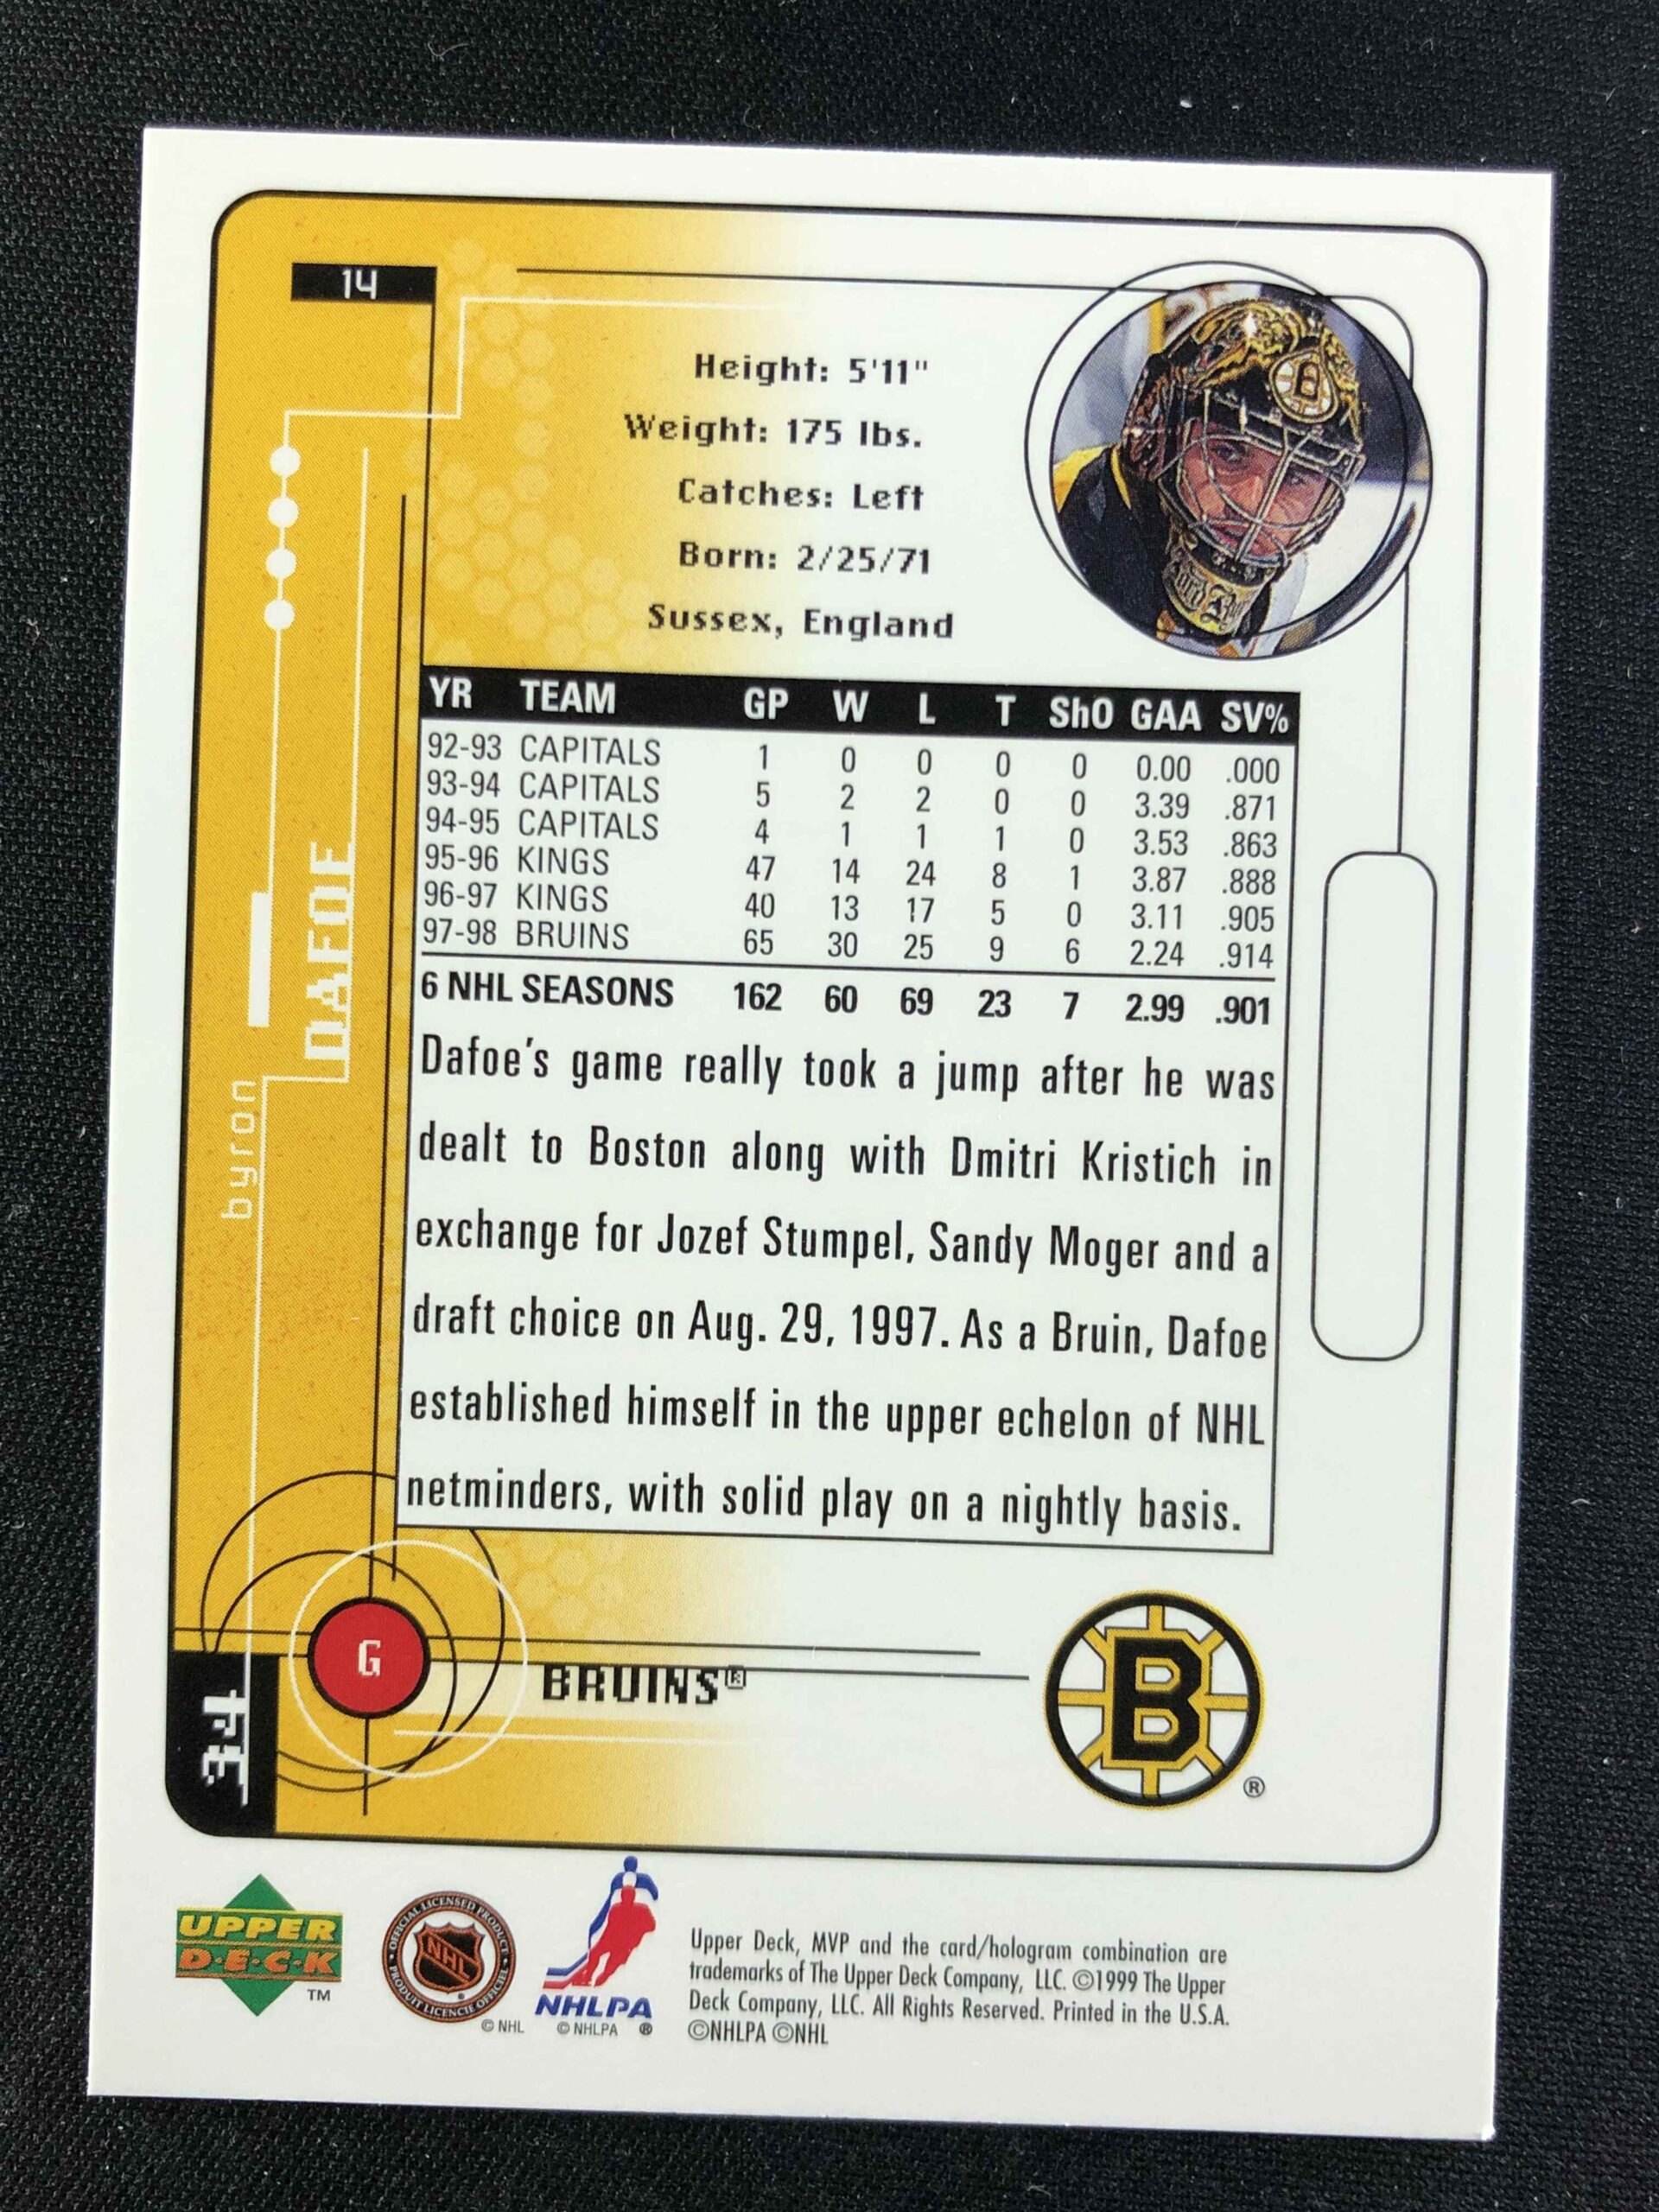 14
Height: 5'11"
Weight: 175 lbs.
Catches: Left
Born: 2/25/71
Sussex, England
YR TEAM GP W L T ShO GAA SV%
92-93 CAPITALS 1 0 0 0 0 0.00 .000
93-94 CAPITALS 5 2 2 0 0 3.39 .871
94-95 CAPITALS 4 1 1 1 0 3.53 .863
95-96 KINGS 47 14 24 8 1 3.87 .888
96-97 KINGS 40 13 17 5 0 3.11 .905
97-98 BRUINS 65 30 25 9 6 2.24 .914
6 NHL SEASONS 162 60 69 23 7 2.99 .901
byron
DAFOE
Dafoe's game really took a jump after he was
dealt to Boston along with Dmitri Kristich in
exchange for Jozef Stumpel, Sandy Moger and a
draft choice on Aug. 29, 1997. As a Bruin, Dafoe
established himself in the upper echelon of NHL
netminders, with solid play on a nightly basis.
G
BRUINS®
B
®
UPPER
D·E·C·K
TM
OFFICIAL LICENSED PRODUCT
NHL
PRODUIT LICENCIÉ OFFICIEL
© NHL
NHLPA
© NHLPA ®
Upper Deck, MVP and the card/hologram combination are
trademarks of The Upper Deck Company, LLC. ©1999 The Upper
Deck Company, LLC. All Rights Reserved. Printed in the U.S.A.
©NHLPA ©NHL